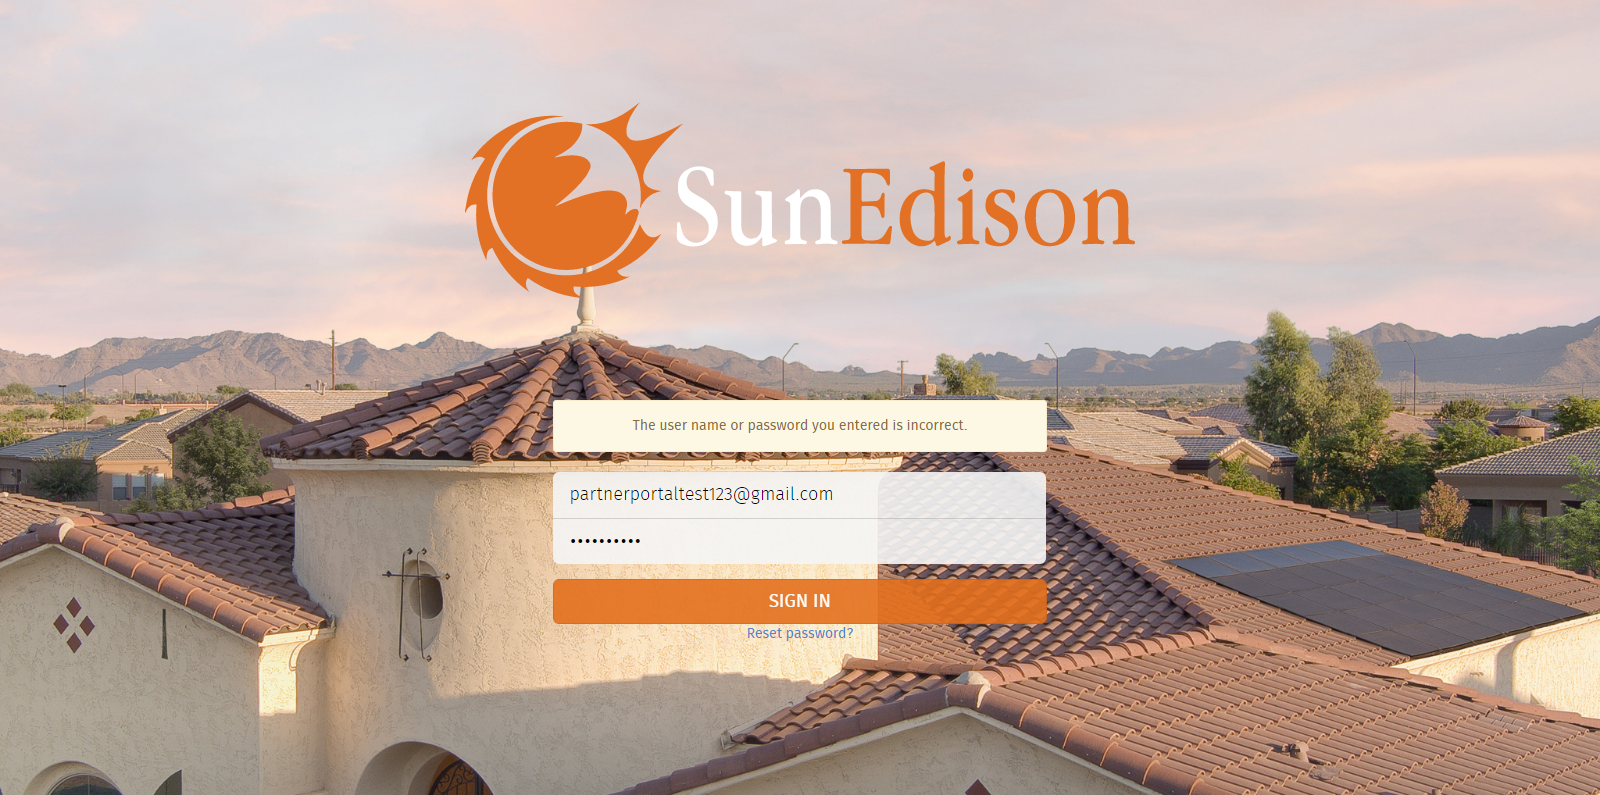 SunEdison
The user name or password you entered is incorrect.
partnerportaltest123@gmail.com
••••••••••
SIGN IN
Reset password?